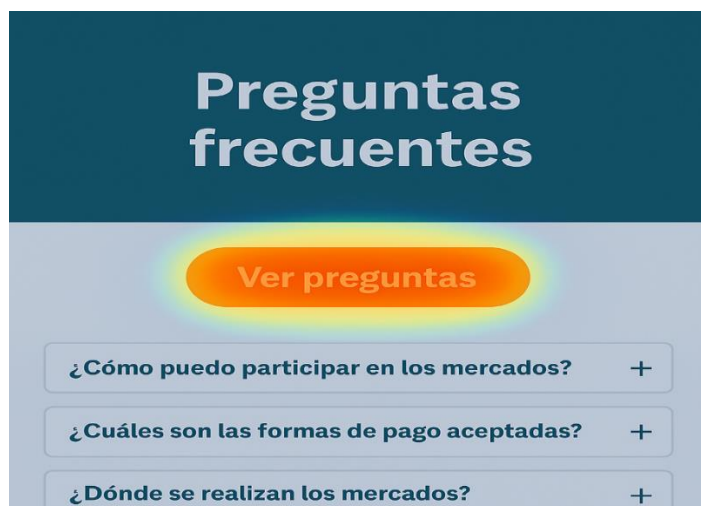 Preguntas
frecuentes
Ver preguntas
¿Cómo puedo participar en los mercados? +
¿Cuáles son las formas de pago aceptadas? +
¿Dónde se realizan los mercados? +